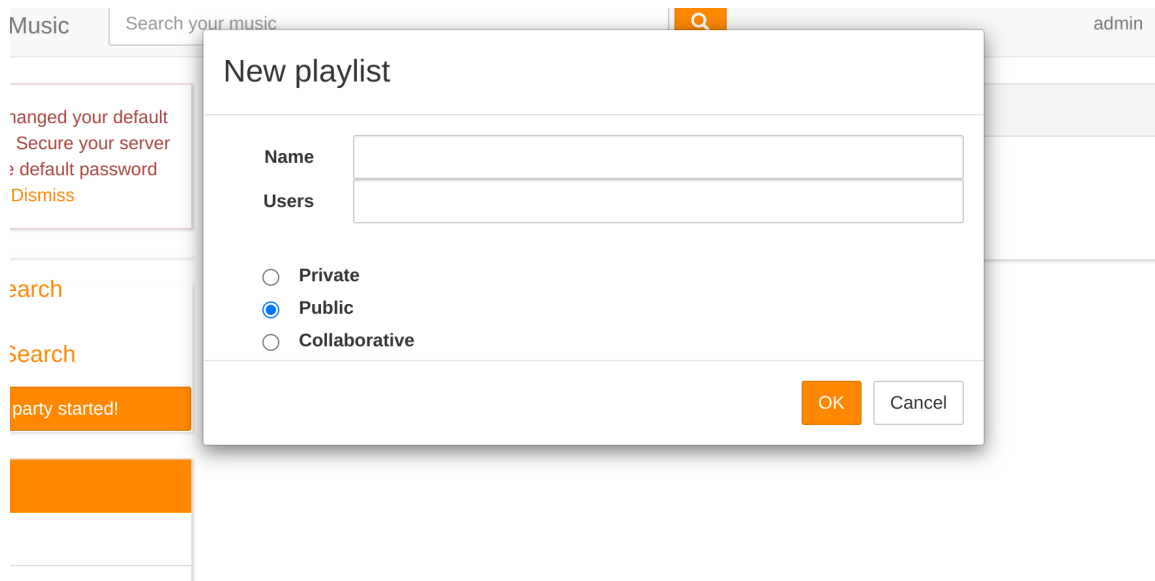 Music
Search your music
admin
New playlist
hanged your default
Secure your server
default password
Dismiss
Name
Users
Private
Public
Collaborative
earch
Search
party started!
OK
Cancel